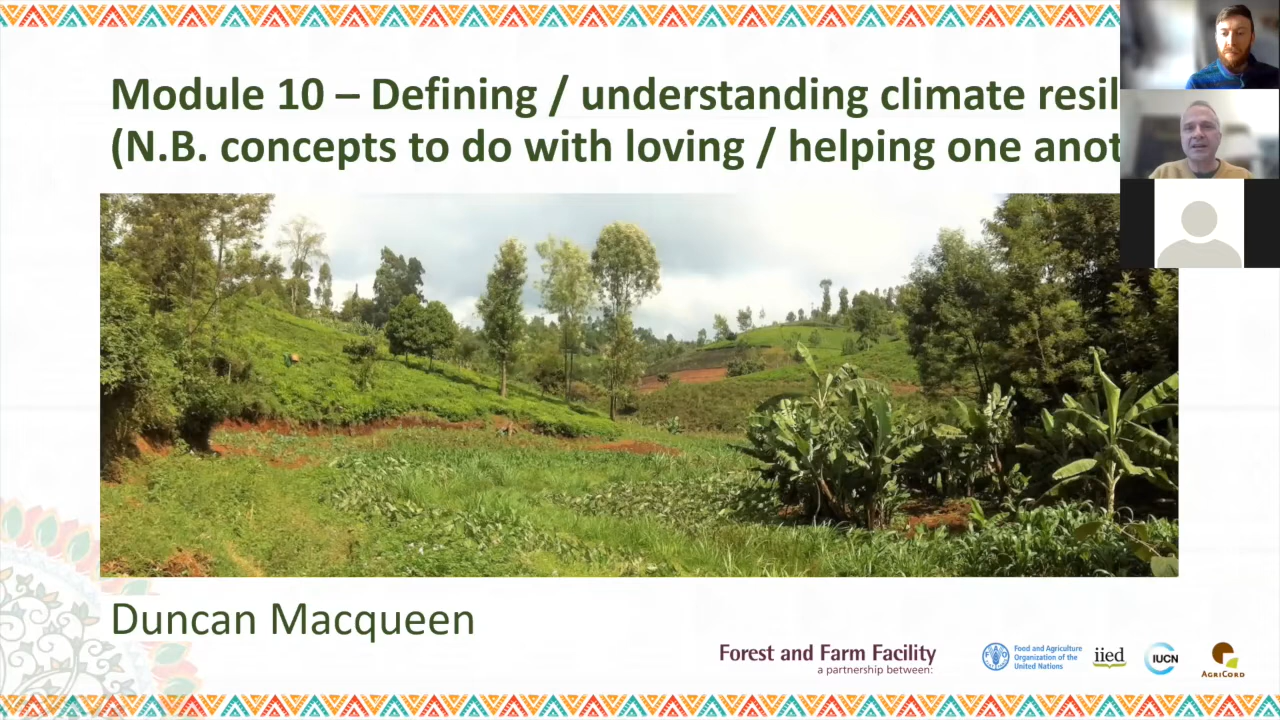 Module 10 – Defining / understanding climate resil
(N.B. concepts to do with loving / helping one anot
Duncan Macqueen
Forest and Farm Facility
a partnership between:
Food and Agriculture
Organization of the
United Nations
iied
IUCN
AGRICORD